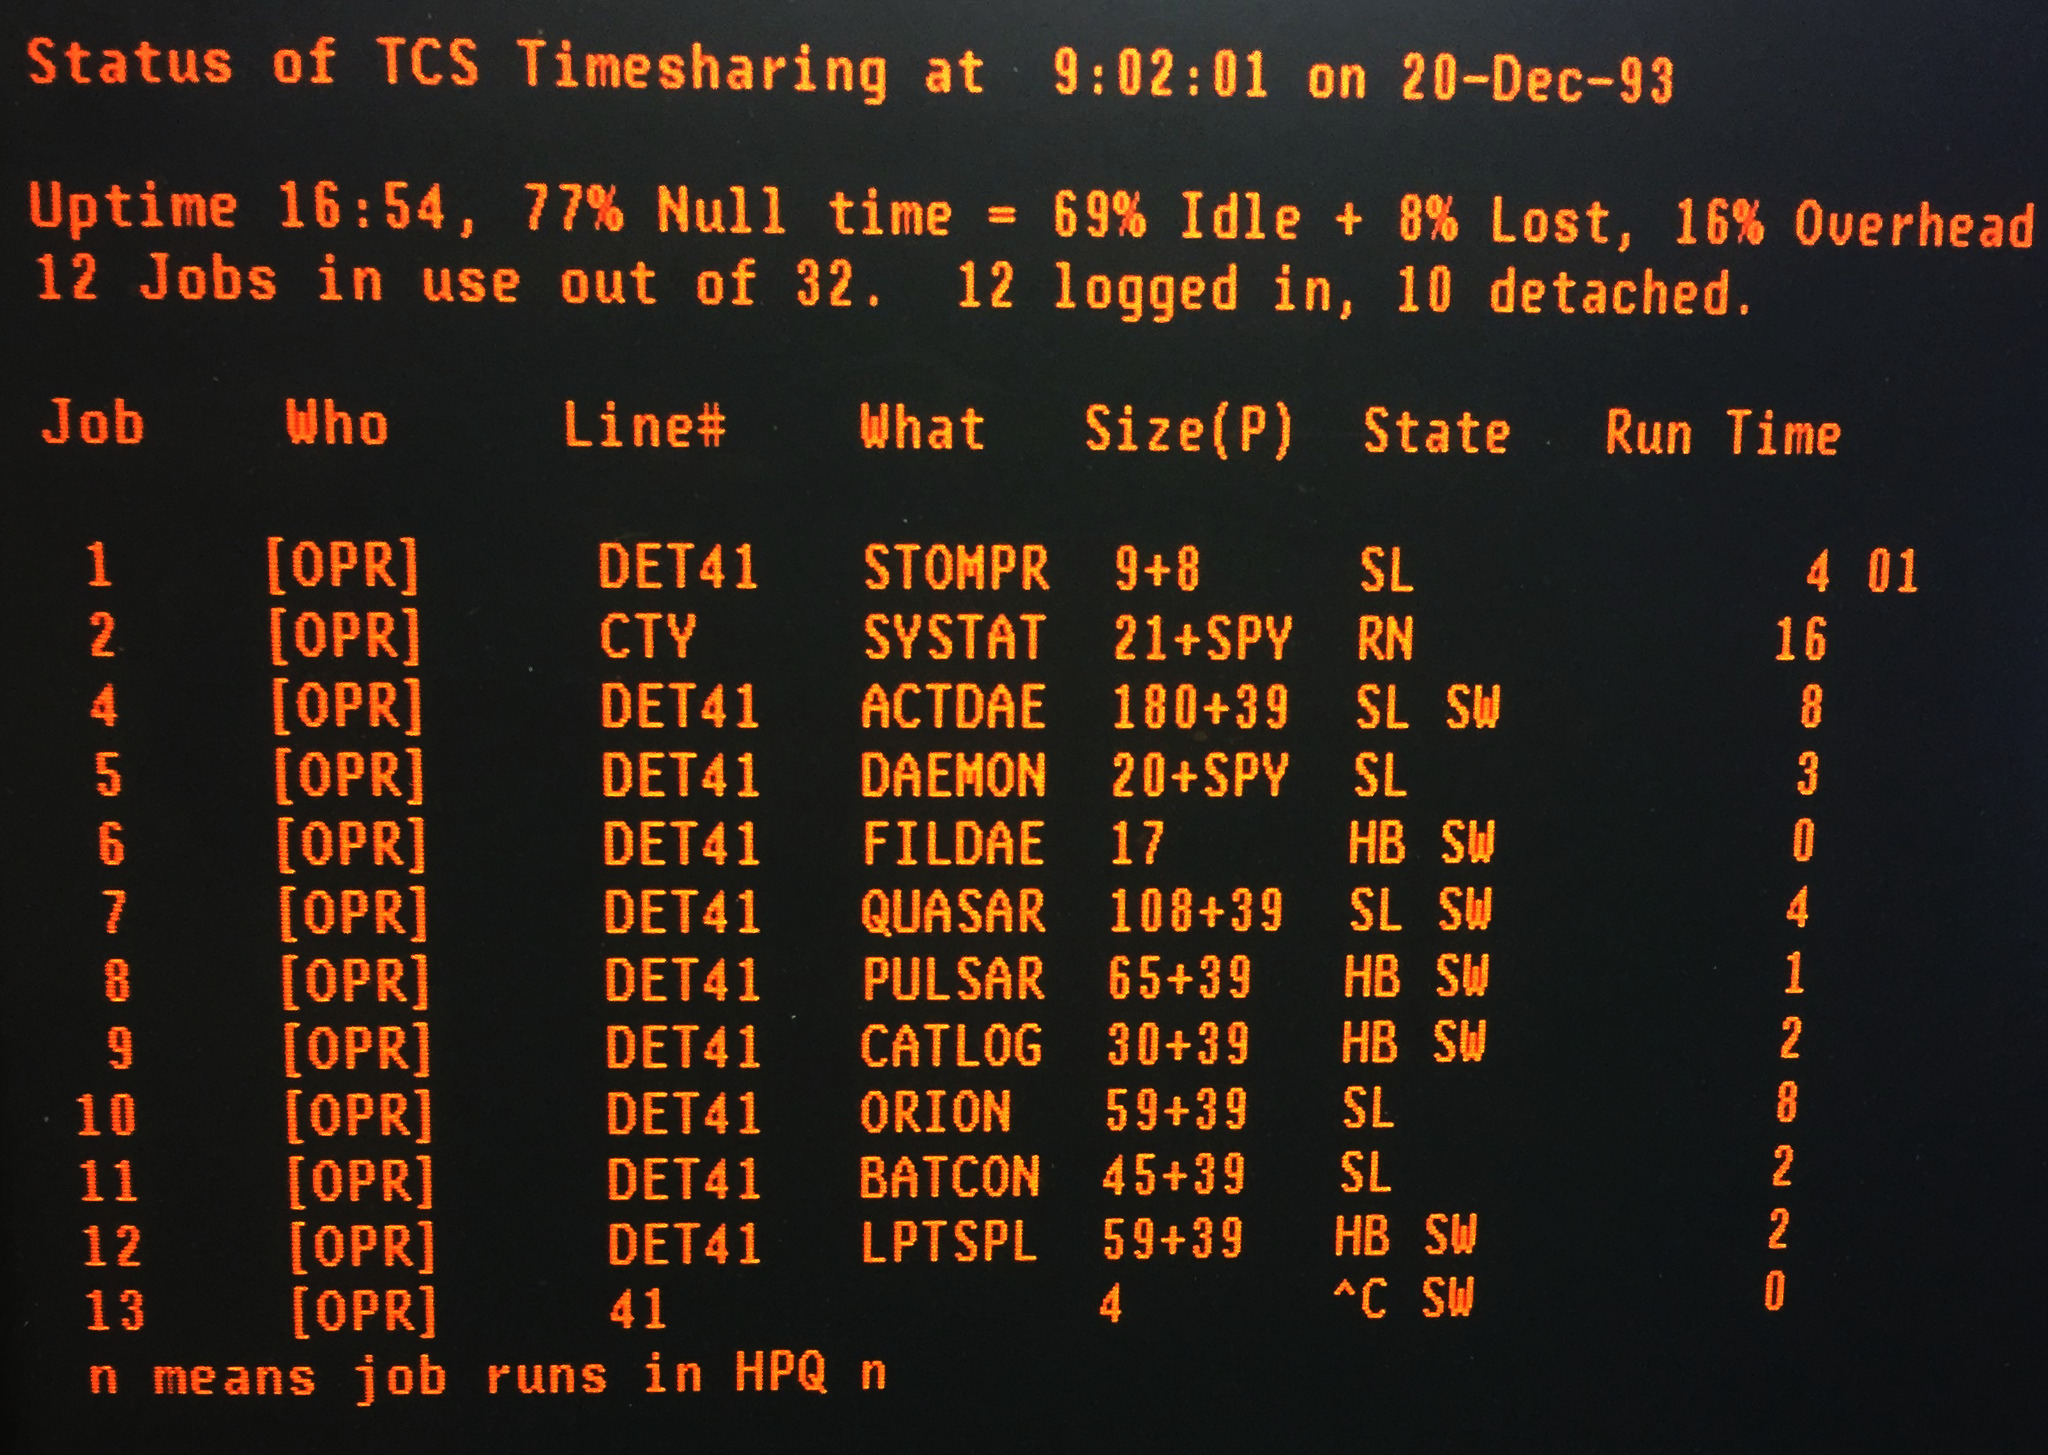 Status of TCS Timesharing at  9:02:01 on 20-Dec-93
Uptime 16:54, 77% Null time = 69% Idle + 8% Lost, 16% Overhead
12 Jobs in use out of 32.  12 logged in, 10 detached.
Job Who Line# What Size(P) State Run Time
1 [OPR] DET41 STOMPR 9+8 SL 4 01
2 [OPR] CTY SYSTAT 21+SPY RN 16
4 [OPR] DET41 ACTDAE 180+39 SL SW 8
5 [OPR] DET41 DAEMON 20+SPY SL 3
6 [OPR] DET41 FILDAE 17 HB SW 0
7 [OPR] DET41 QUASAR 108+39 SL SW 4
8 [OPR] DET41 PULSAR 65+39 HB SW 1
9 [OPR] DET41 CATLOG 30+39 HB SW 2
10 [OPR] DET41 ORION 59+39 SL 8
11 [OPR] DET41 BATCON 45+39 SL 2
12 [OPR] DET41 LPTSPL 59+39 HB SW 2
13 [OPR] 41 4 ^C SW 0
n means job runs in HPQ n